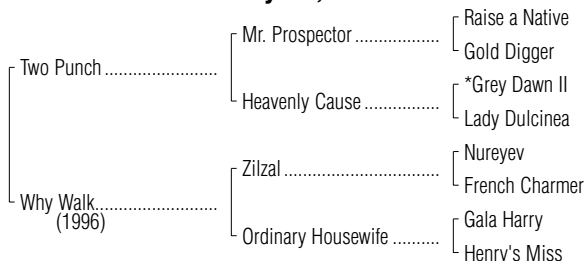 Raise a Native
Mr. Prospector ....................
Gold Digger
Two Punch ..........................
*Grey Dawn II
Heavenly Cause .................
Lady Dulcinea
Nureyev
Zilzal ...................................
French Charmer
Why Walk............................
(1996)
Gala Harry
Ordinary Housewife ..........
Henry's Miss